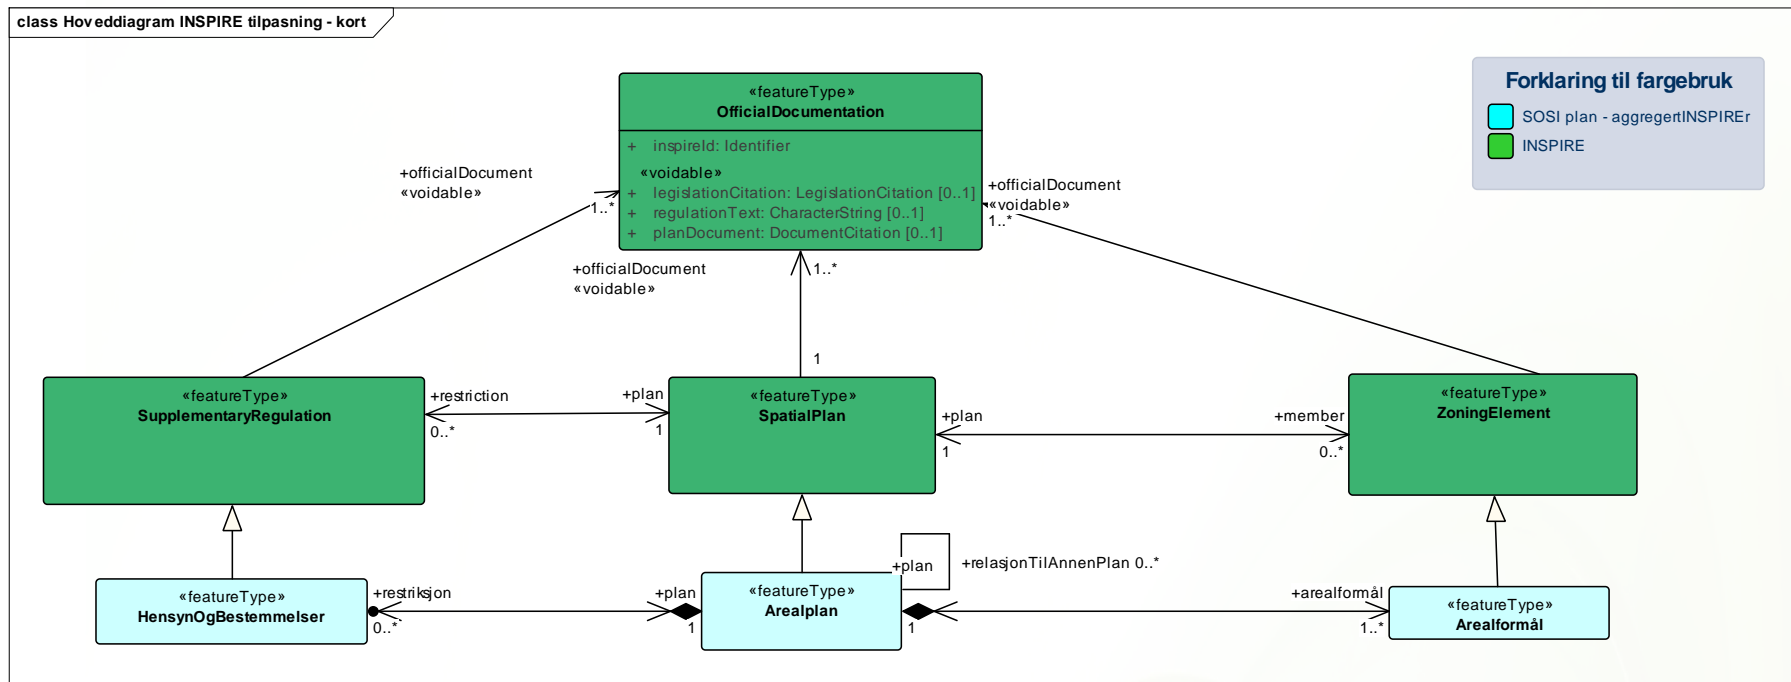 class Hoveddiagram INSPIRE tilpasning - kort
Forklaring til fargebruk
SOSI plan - aggregertINSPIREr
INSPIRE
«featureType»
OfficialDocumentation
+ inspireId: Identifier
«voidable»
+ legislationCitation: LegislationCitation [0..1]
+ regulationText: CharacterString [0..1]
+ planDocument: DocumentCitation [0..1]
+officialDocument
«voidable»
1..*
+officialDocument
«voidable»
1..*
+officialDocument
«voidable»
1..*
1
«featureType»
SupplementaryRegulation
+restriction
0..*
+plan
1
«featureType»
SpatialPlan
+plan
1
+member
0..*
«featureType»
ZoningElement
«featureType»
HensynOgBestemmelser
+restriksjon
0..*
+plan
1
«featureType»
Arealplan
+plan
+relasjonTilAnnenPlan 0..*
1
+arealformål
1..*
«featureType»
Arealformål